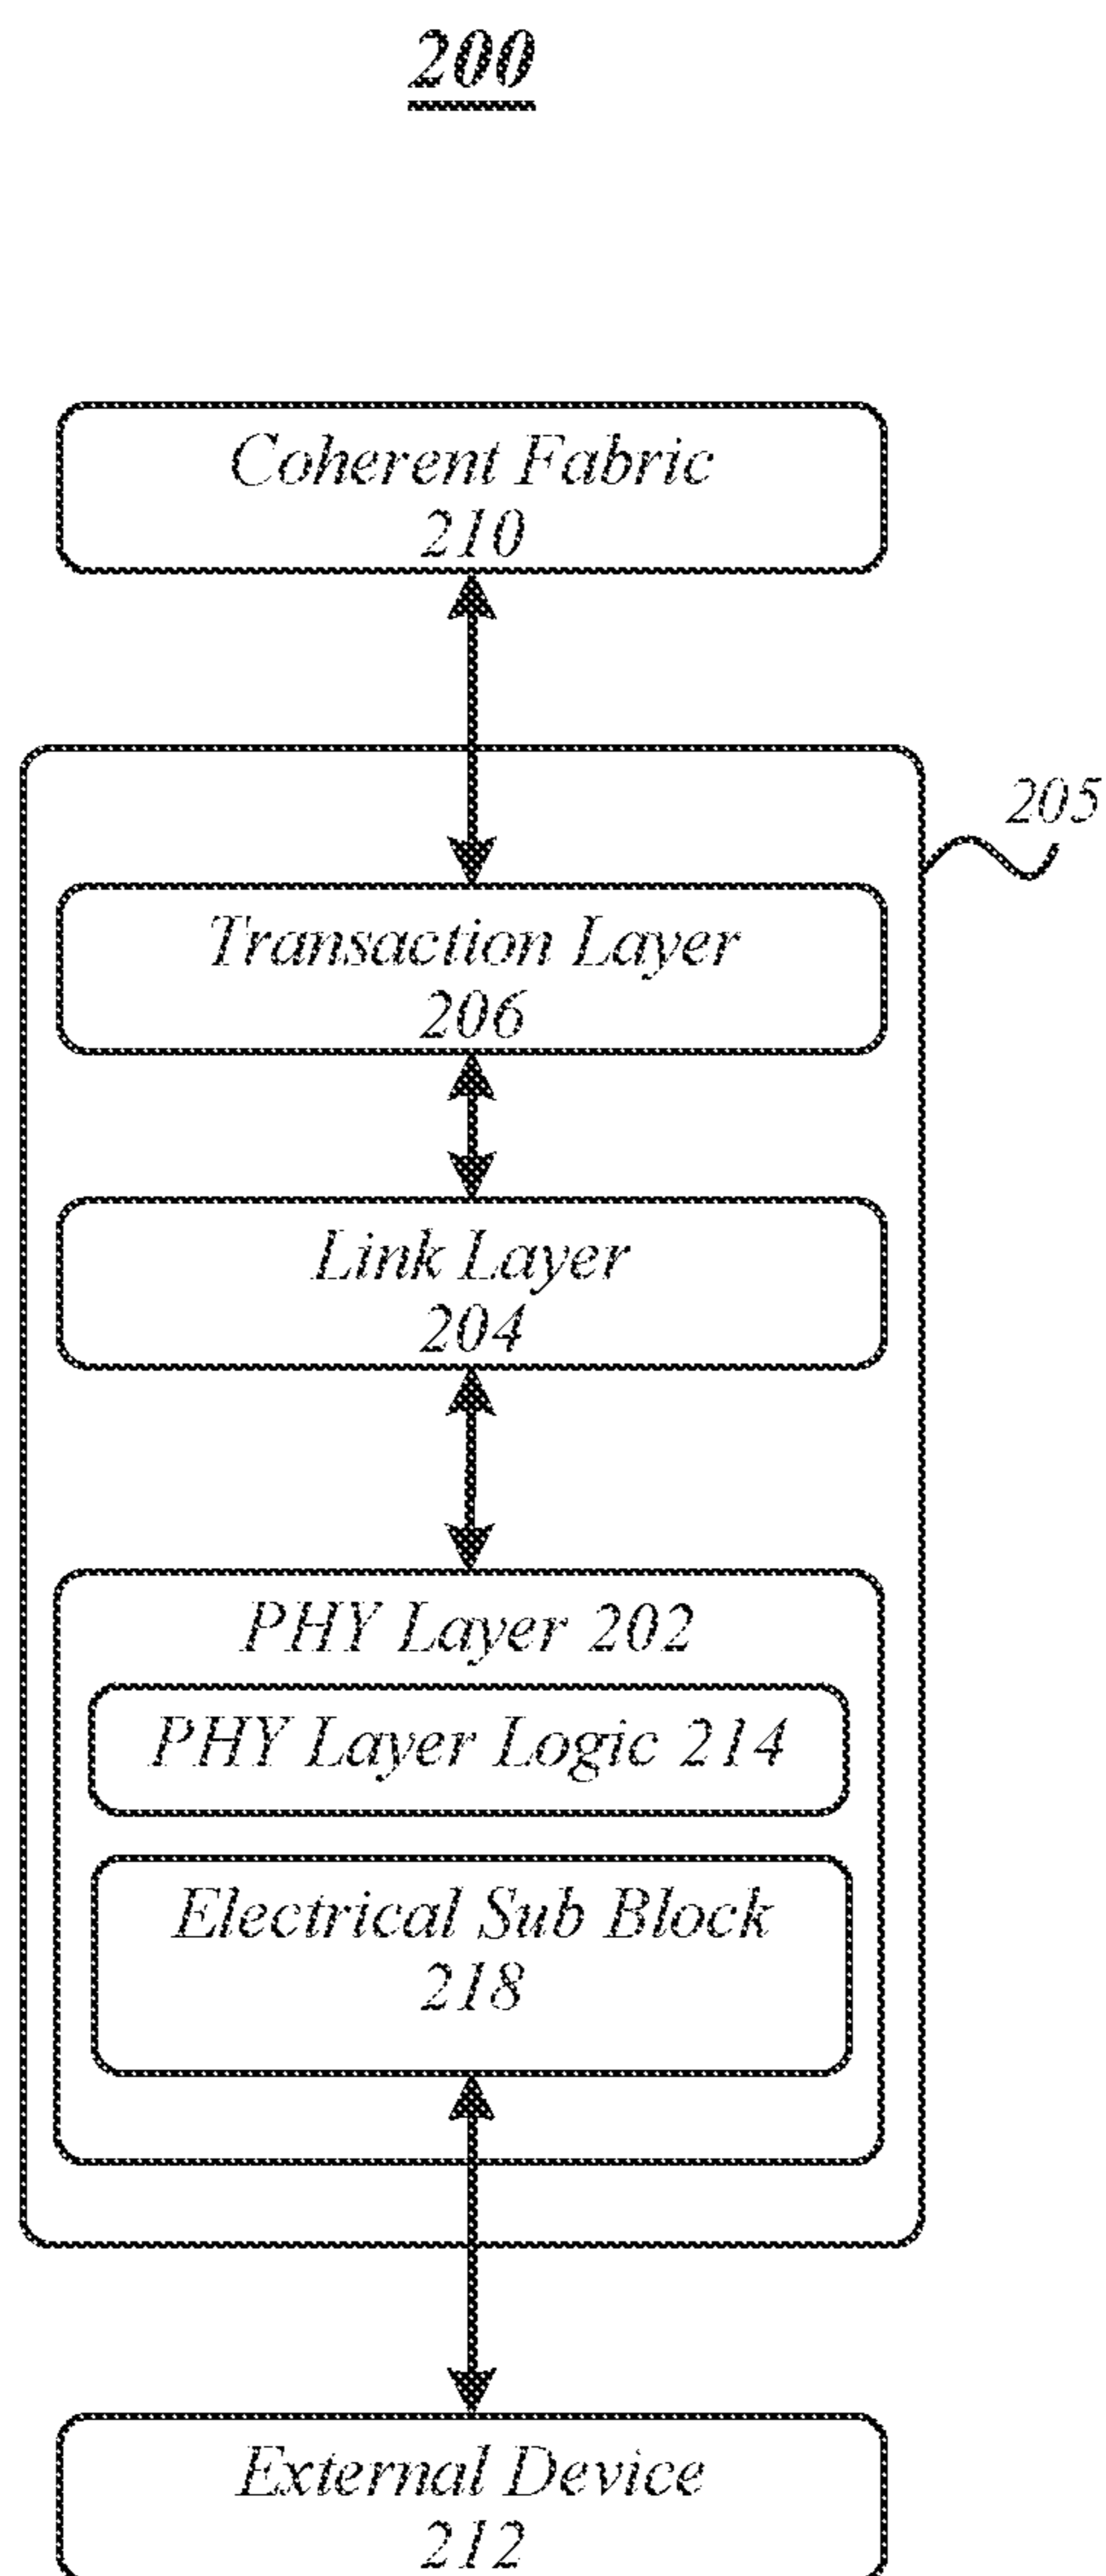 200
Coherent Fabric
210
205
Transaction Layer
206
Link Layer
204
PHY Layer 202
PHY Layer Logic 214
Electrical Sub Block
218
External Device
212